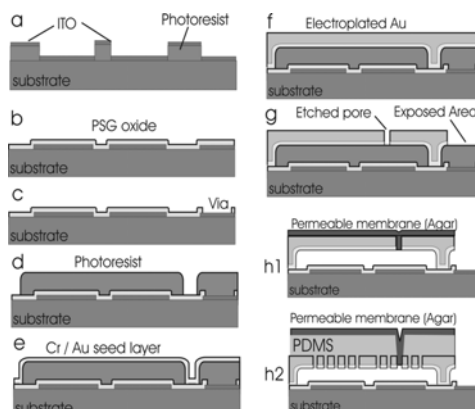 a
ITO
Photoresist
substrate
b
PSG oxide
substrate
c
Via
substrate
d
Photoresist
substrate
e
Cr / Au seed layer
substrate
f
Electroplated Au
substrate
g
Etched pore
Exposed Area
substrate
Permeable membrane (Agar)
h1
substrate
Permeable membrane (Agar)
PDMS
h2
substrate